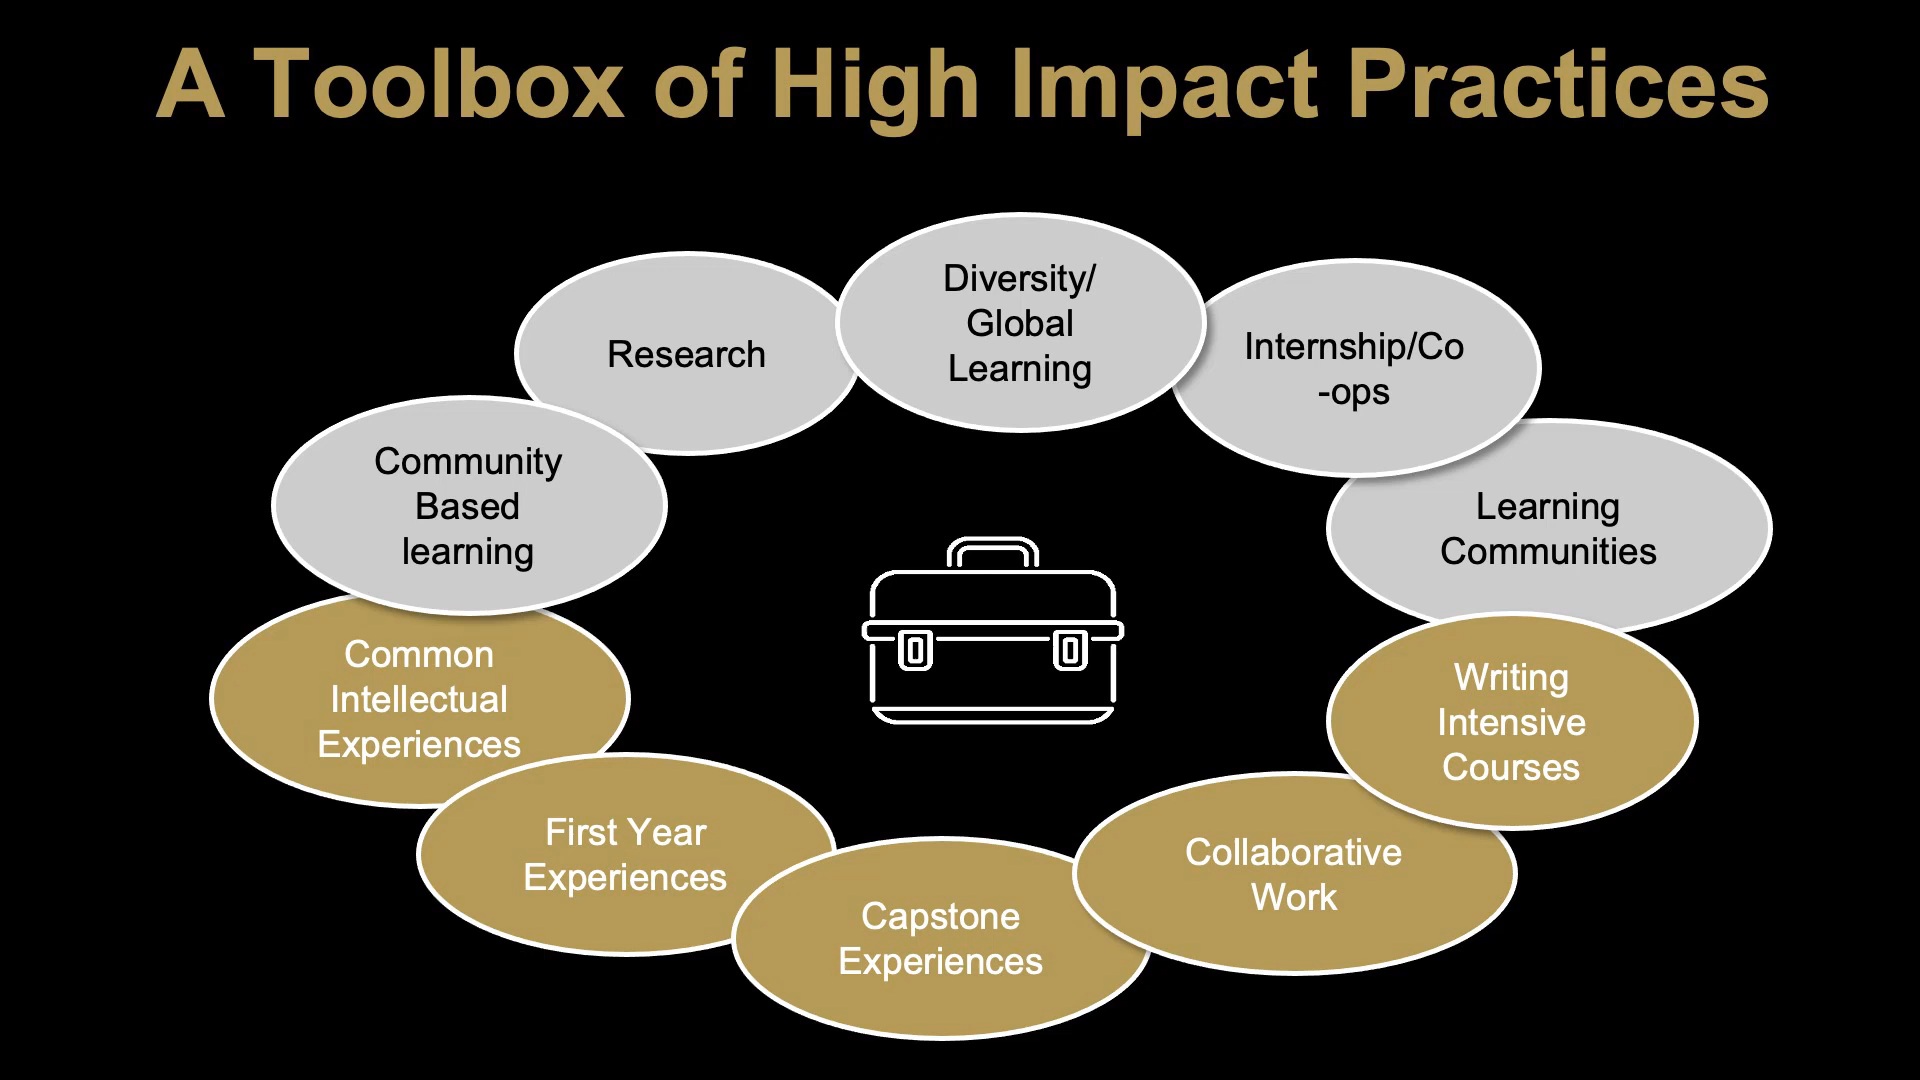 A Toolbox of High Impact Practices
Diversity/
Global
Learning
Research
Internship/Co
-ops
Community
Based
learning
Learning
Communities
Common
Intellectual
Experiences
Writing
Intensive
Courses
First Year
Experiences
Collaborative
Work
Capstone
Experiences